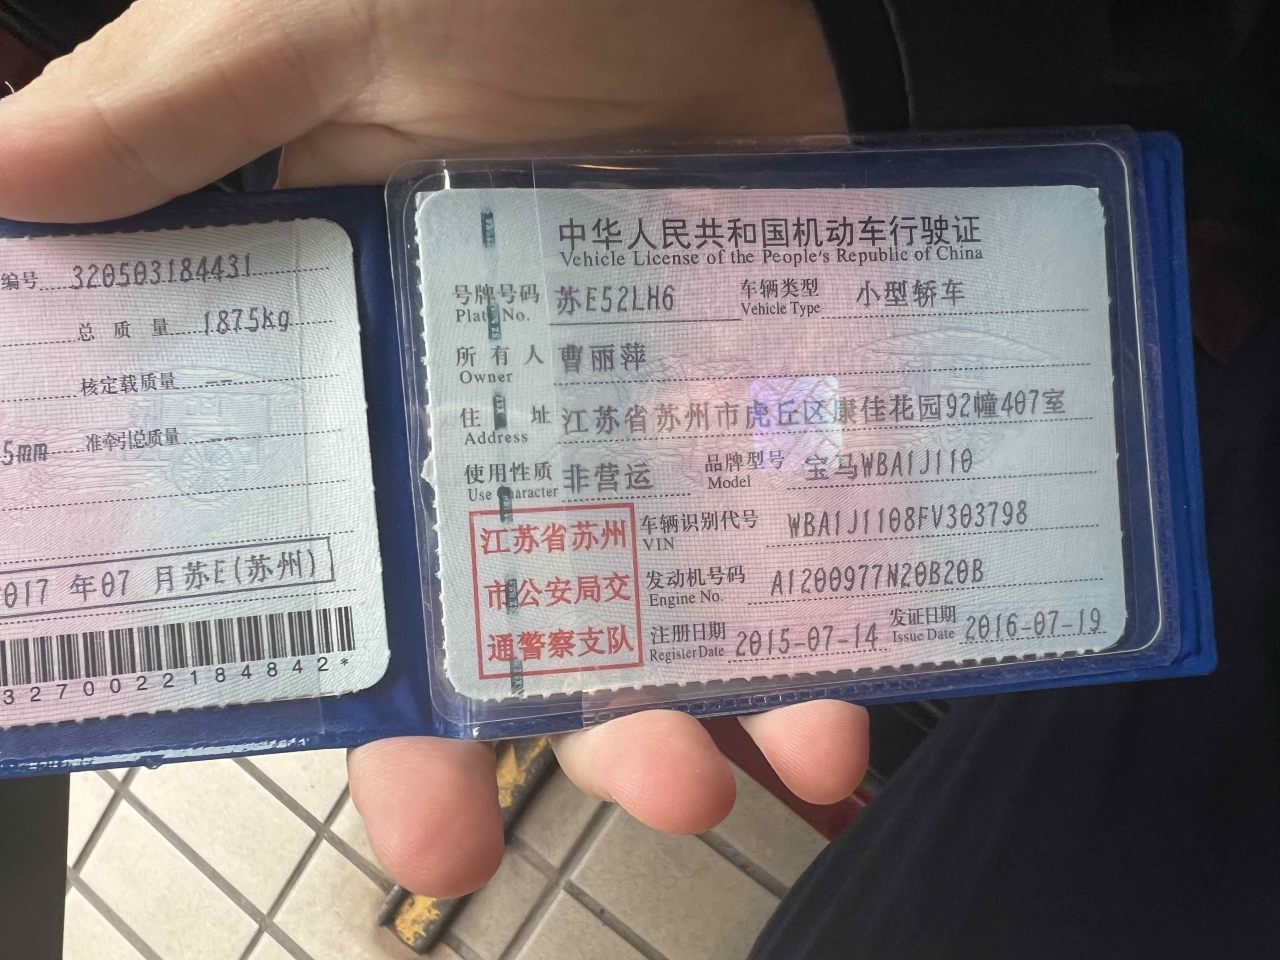 编号 320503184431
总质量 1875kg
核定载质量 --
5mm 准牵引总质量 --
2017 年07 月苏E(苏州)
3270022184842*
中华人民共和国机动车行驶证
Vehicle License of the People's Republic of China
号牌号码 苏E52LH6 车辆类型 小型轿车
Plate No. Vehicle Type
所有人 曹丽萍
Owner
住址 江苏省苏州市虎丘区康佳花园92幢407室
Address
使用性质 非营运 品牌型号 宝马WBA1J110
Use Character Model
江苏省苏州
市公安局交
通警察支队
车辆识别代号 WBA1J1108FV303798
VIN
发动机号码 A1200977N20B20B
Engine No.
注册日期 2015-07-14 发证日期 2016-07-19
Register Date Issue Date